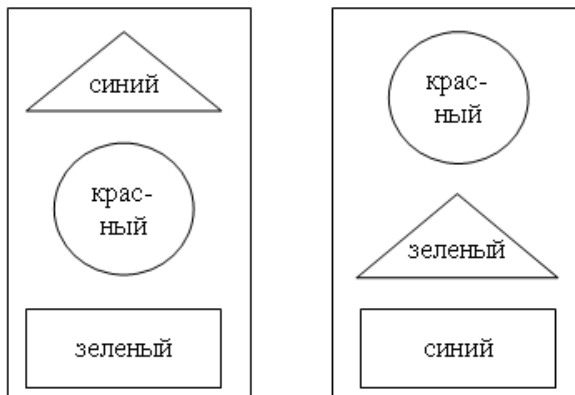 синий
крас-
ный
зеленый
крас-
ный
зеленый
синий